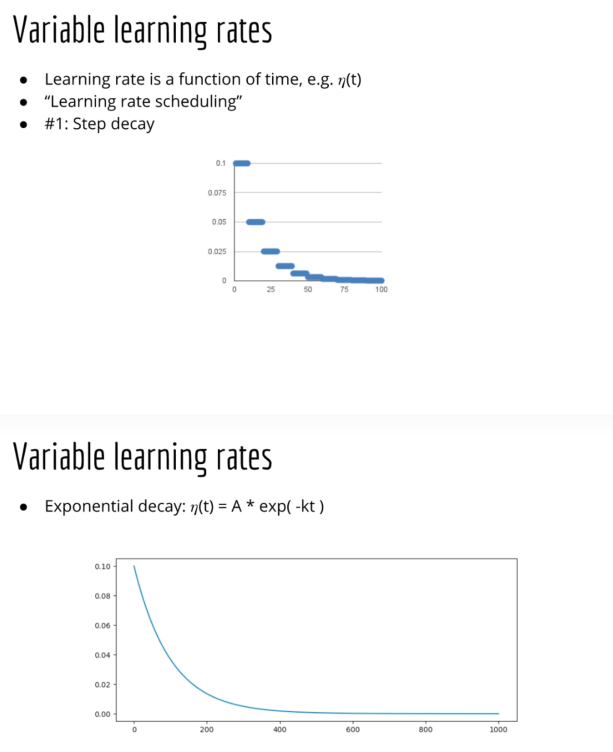 Variable learning rates
● Learning rate is a function of time, e.g. η(t)
● “Learning rate scheduling”
● #1: Step decay
0.1
0.075
0.05
0.025
0
0 25 50 75 100
Variable learning rates
● Exponential decay: η(t) = A * exp( -kt )
0.10
0.08
0.06
0.04
0.02
0.00
0 200 400 600 800 1000